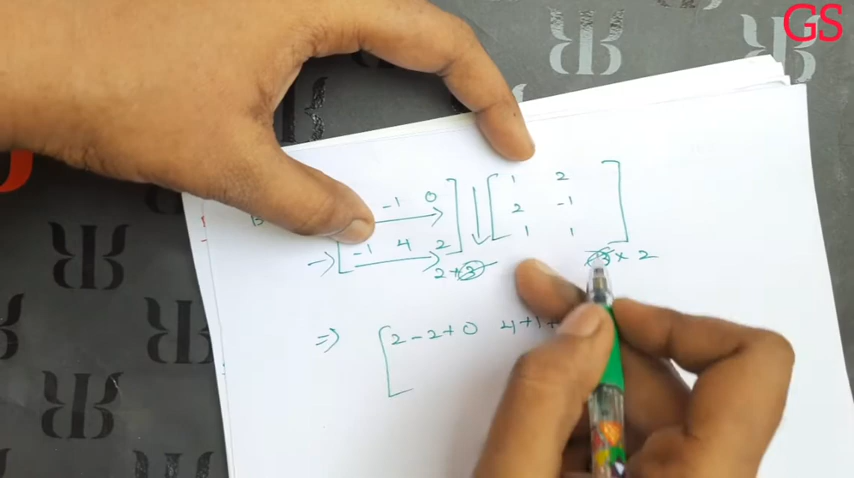 GS
-1 0 1 2
2 -1
-1 4 2 1 1
2 × 3 3 × 2
⇒ 2 - 2 + 0 4 + 1 +